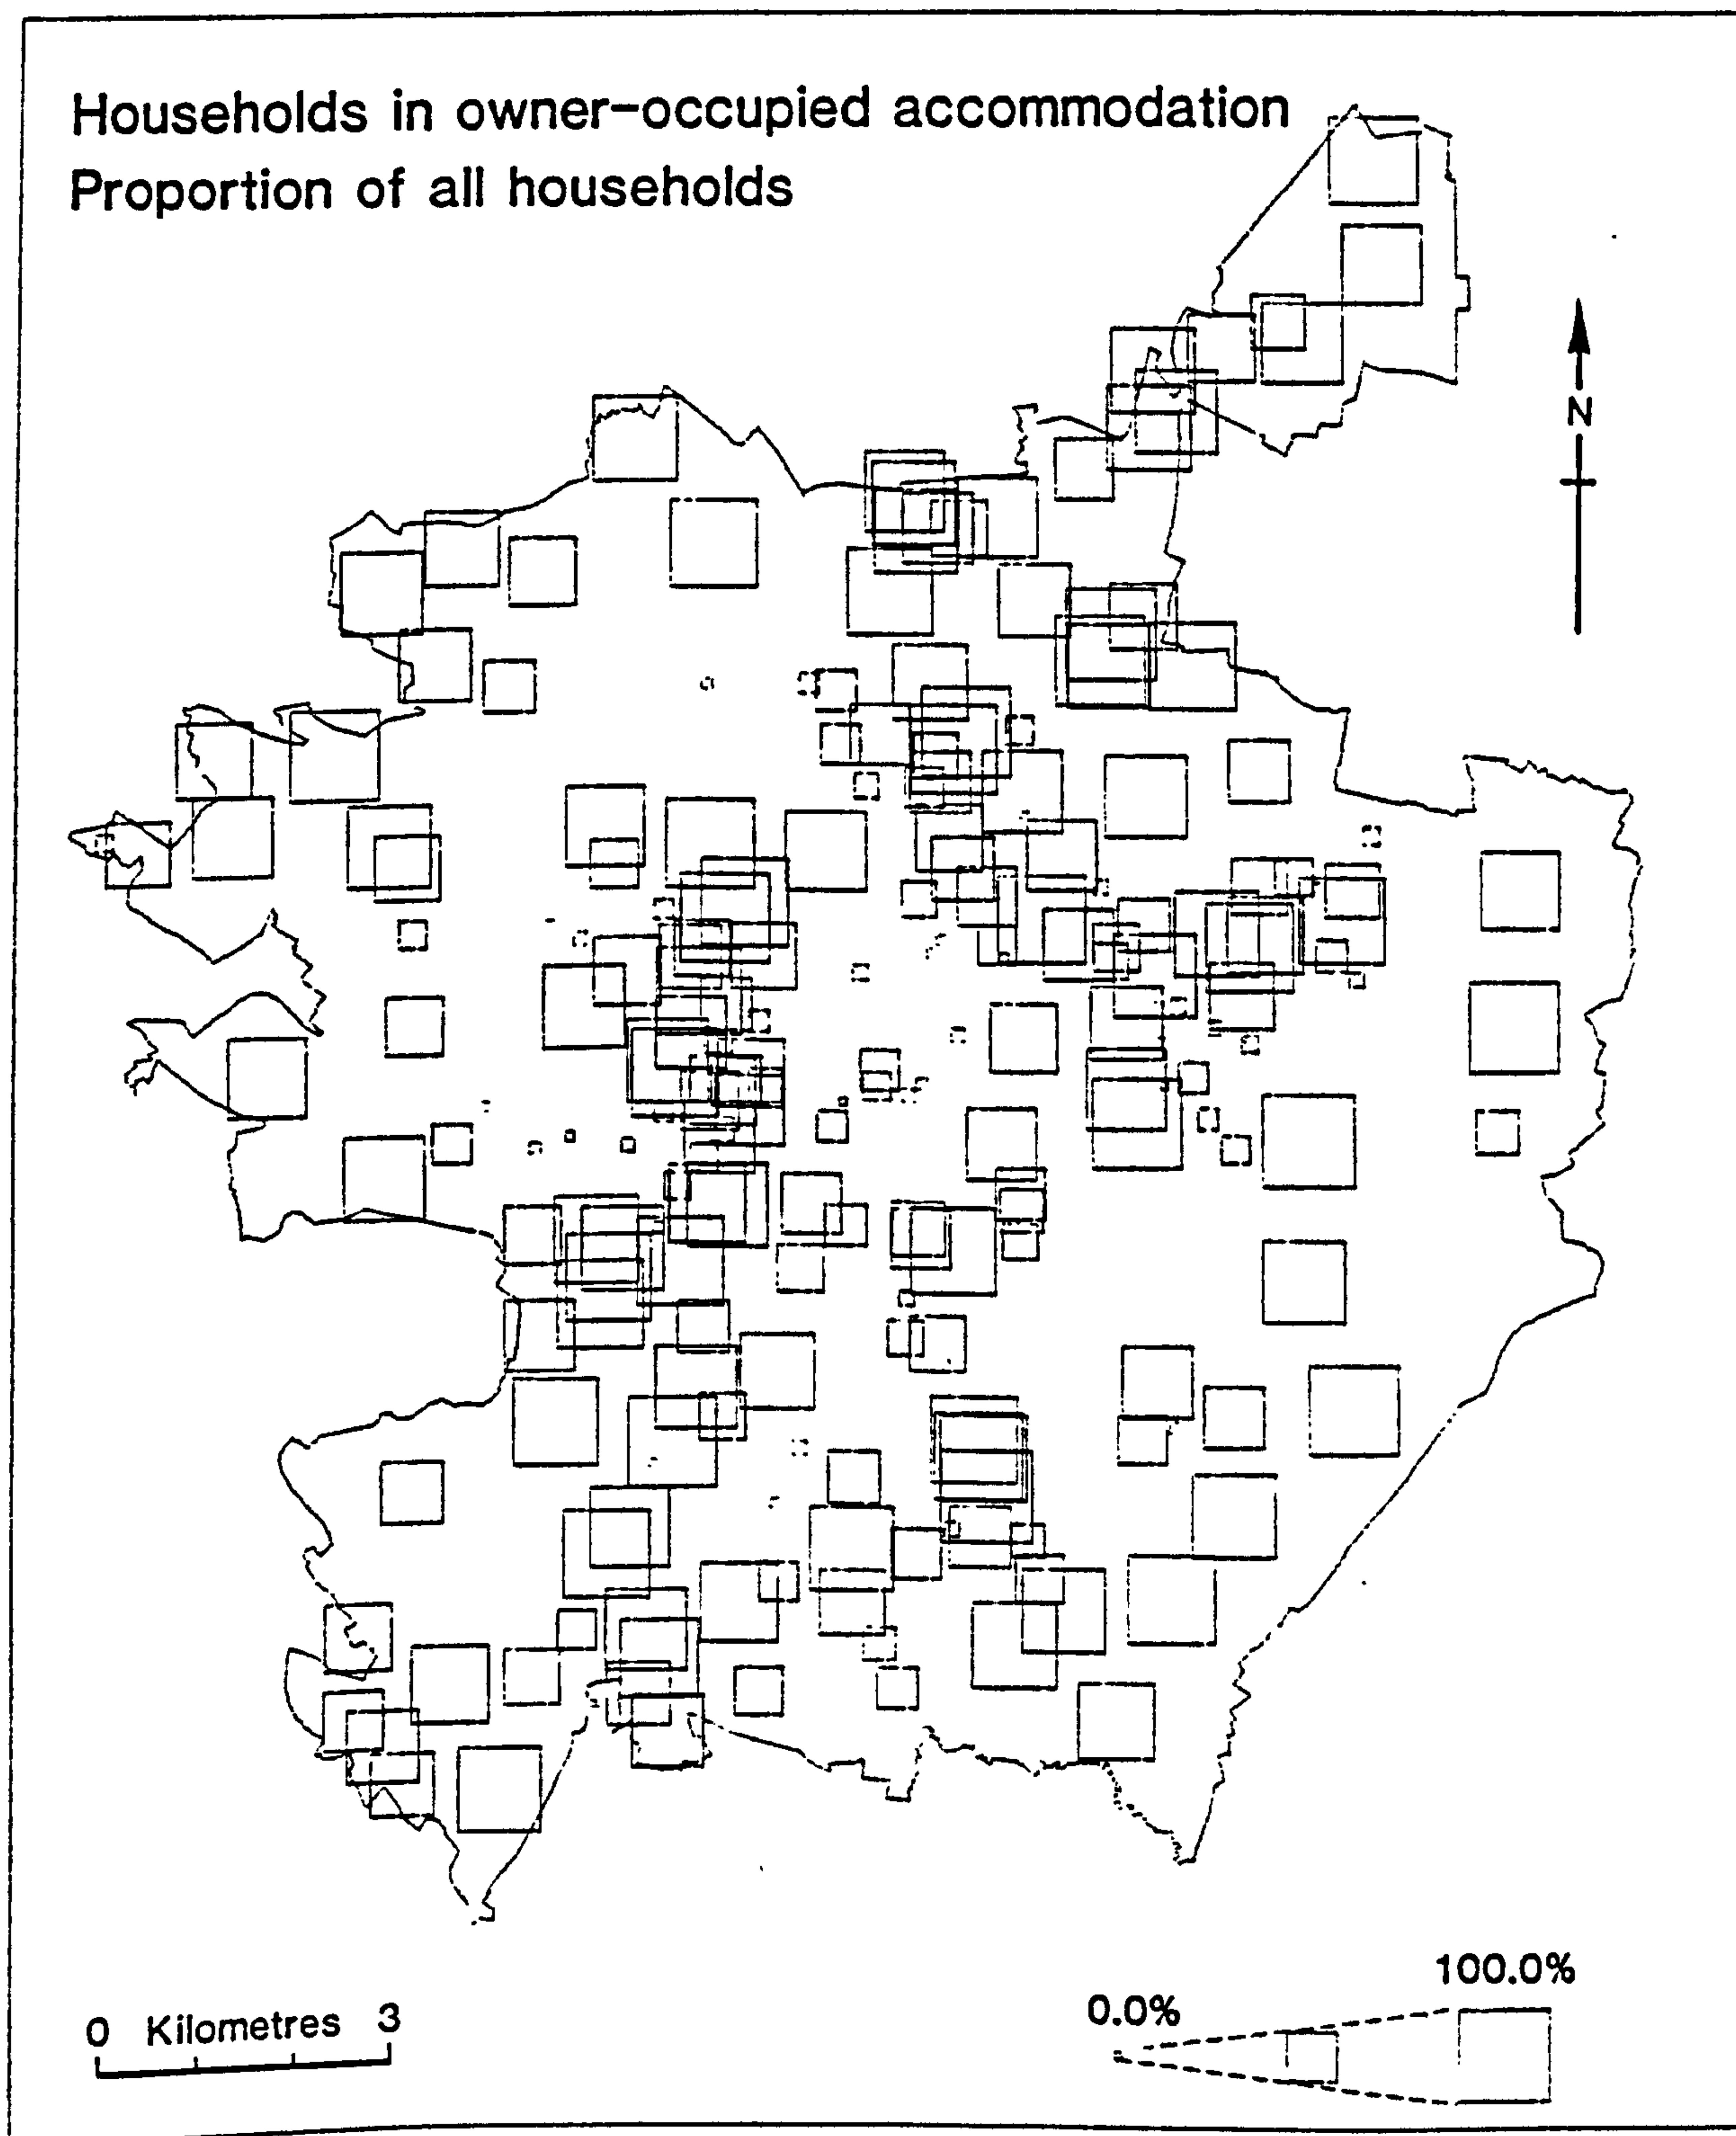 Households in owner-occupied accommodation
Proportion of all households
N
0 Kilometres 3
0.0%
100.0%